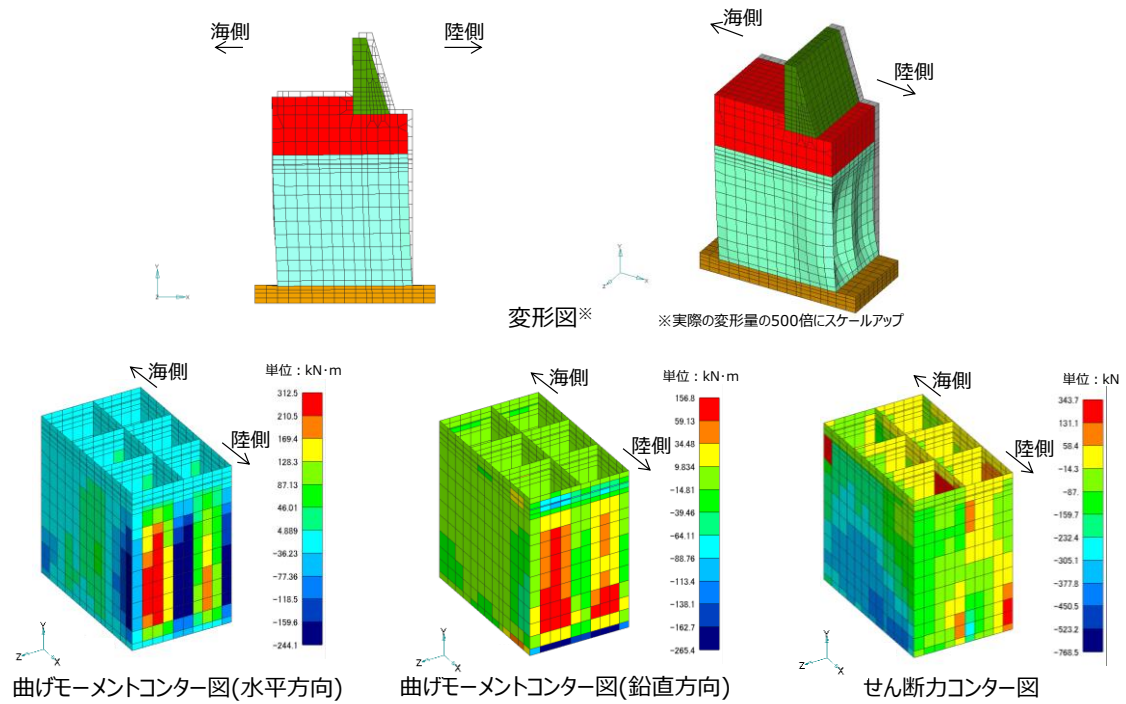 海側
陸側
海側
陸側
Y
Z
X
Y
Z
X
変形図※
※実際の変形量の500倍にスケールアップ
海側
陸側
単位：kN·m
312.5
210.5
169.4
128.3
87.13
46.01
4.889
-36.23
-77.36
-118.5
-159.6
-244.1
Y
Z
X
曲げモーメントコンター図(水平方向)
海側
陸側
単位：kN·m
156.8
59.13
34.48
9.834
-14.81
-39.46
-64.11
-88.76
-113.4
-138.1
-162.7
-265.4
Y
Z
X
曲げモーメントコンター図(鉛直方向)
海側
陸側
単位：kN
343.7
131.1
58.4
-14.3
-87.
-159.7
-232.4
-305.1
-377.8
-450.5
-523.2
-768.5
Y
Z
X
せん断力コンター図